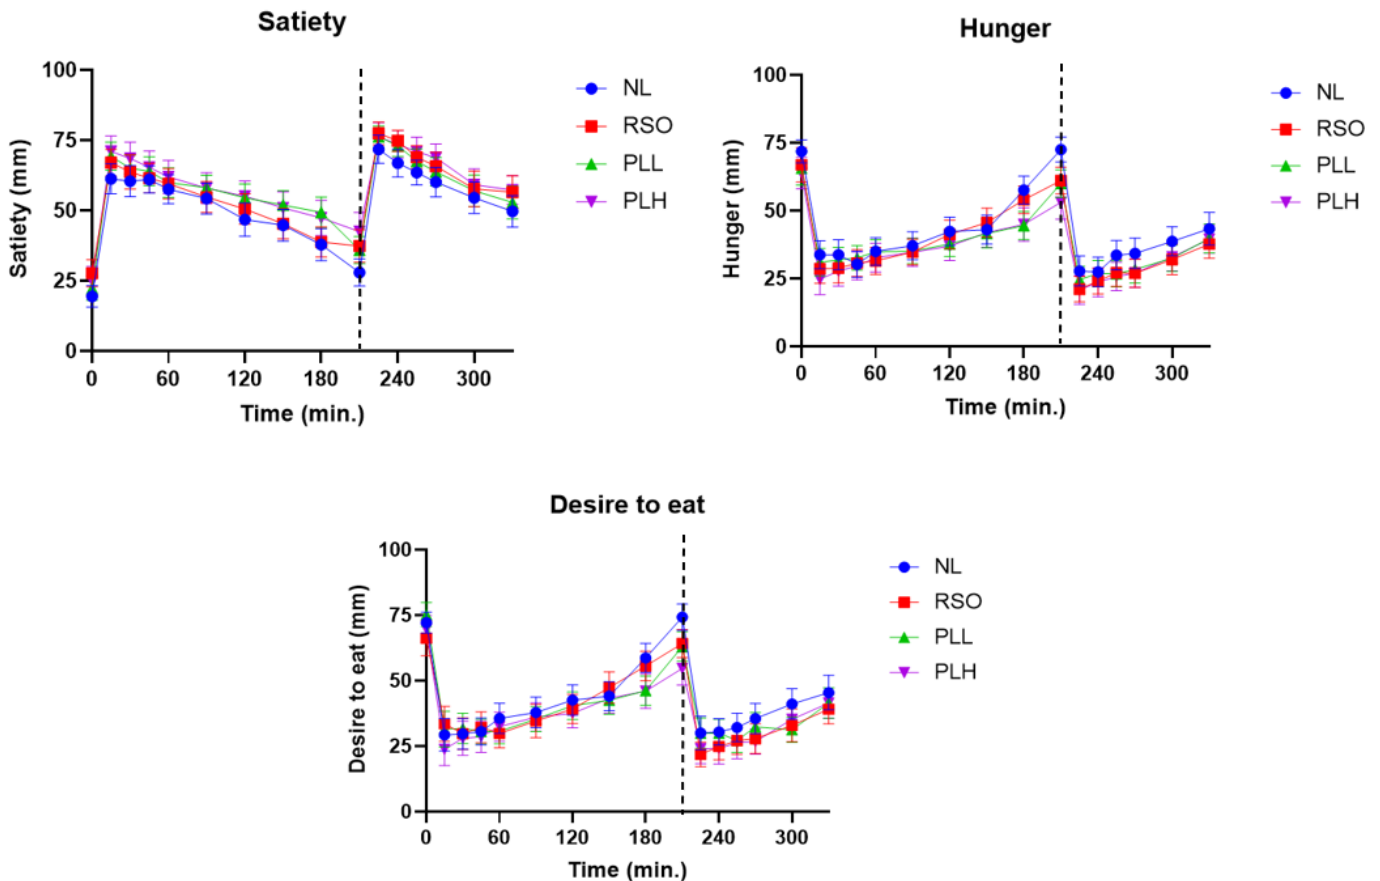 Satiety
100
75
50
25
0
Satiety (mm)
0 60 120 180 240 300
Time (min.)
NL
RSO
PLL
PLH
Hunger
100
75
50
25
0
Hunger (mm)
0 60 120 180 240 300
Time (min.)
NL
RSO
PLL
PLH
Desire to eat
100
75
50
25
0
Desire to eat (mm)
0 60 120 180 240 300
Time (min.)
NL
RSO
PLL
PLH